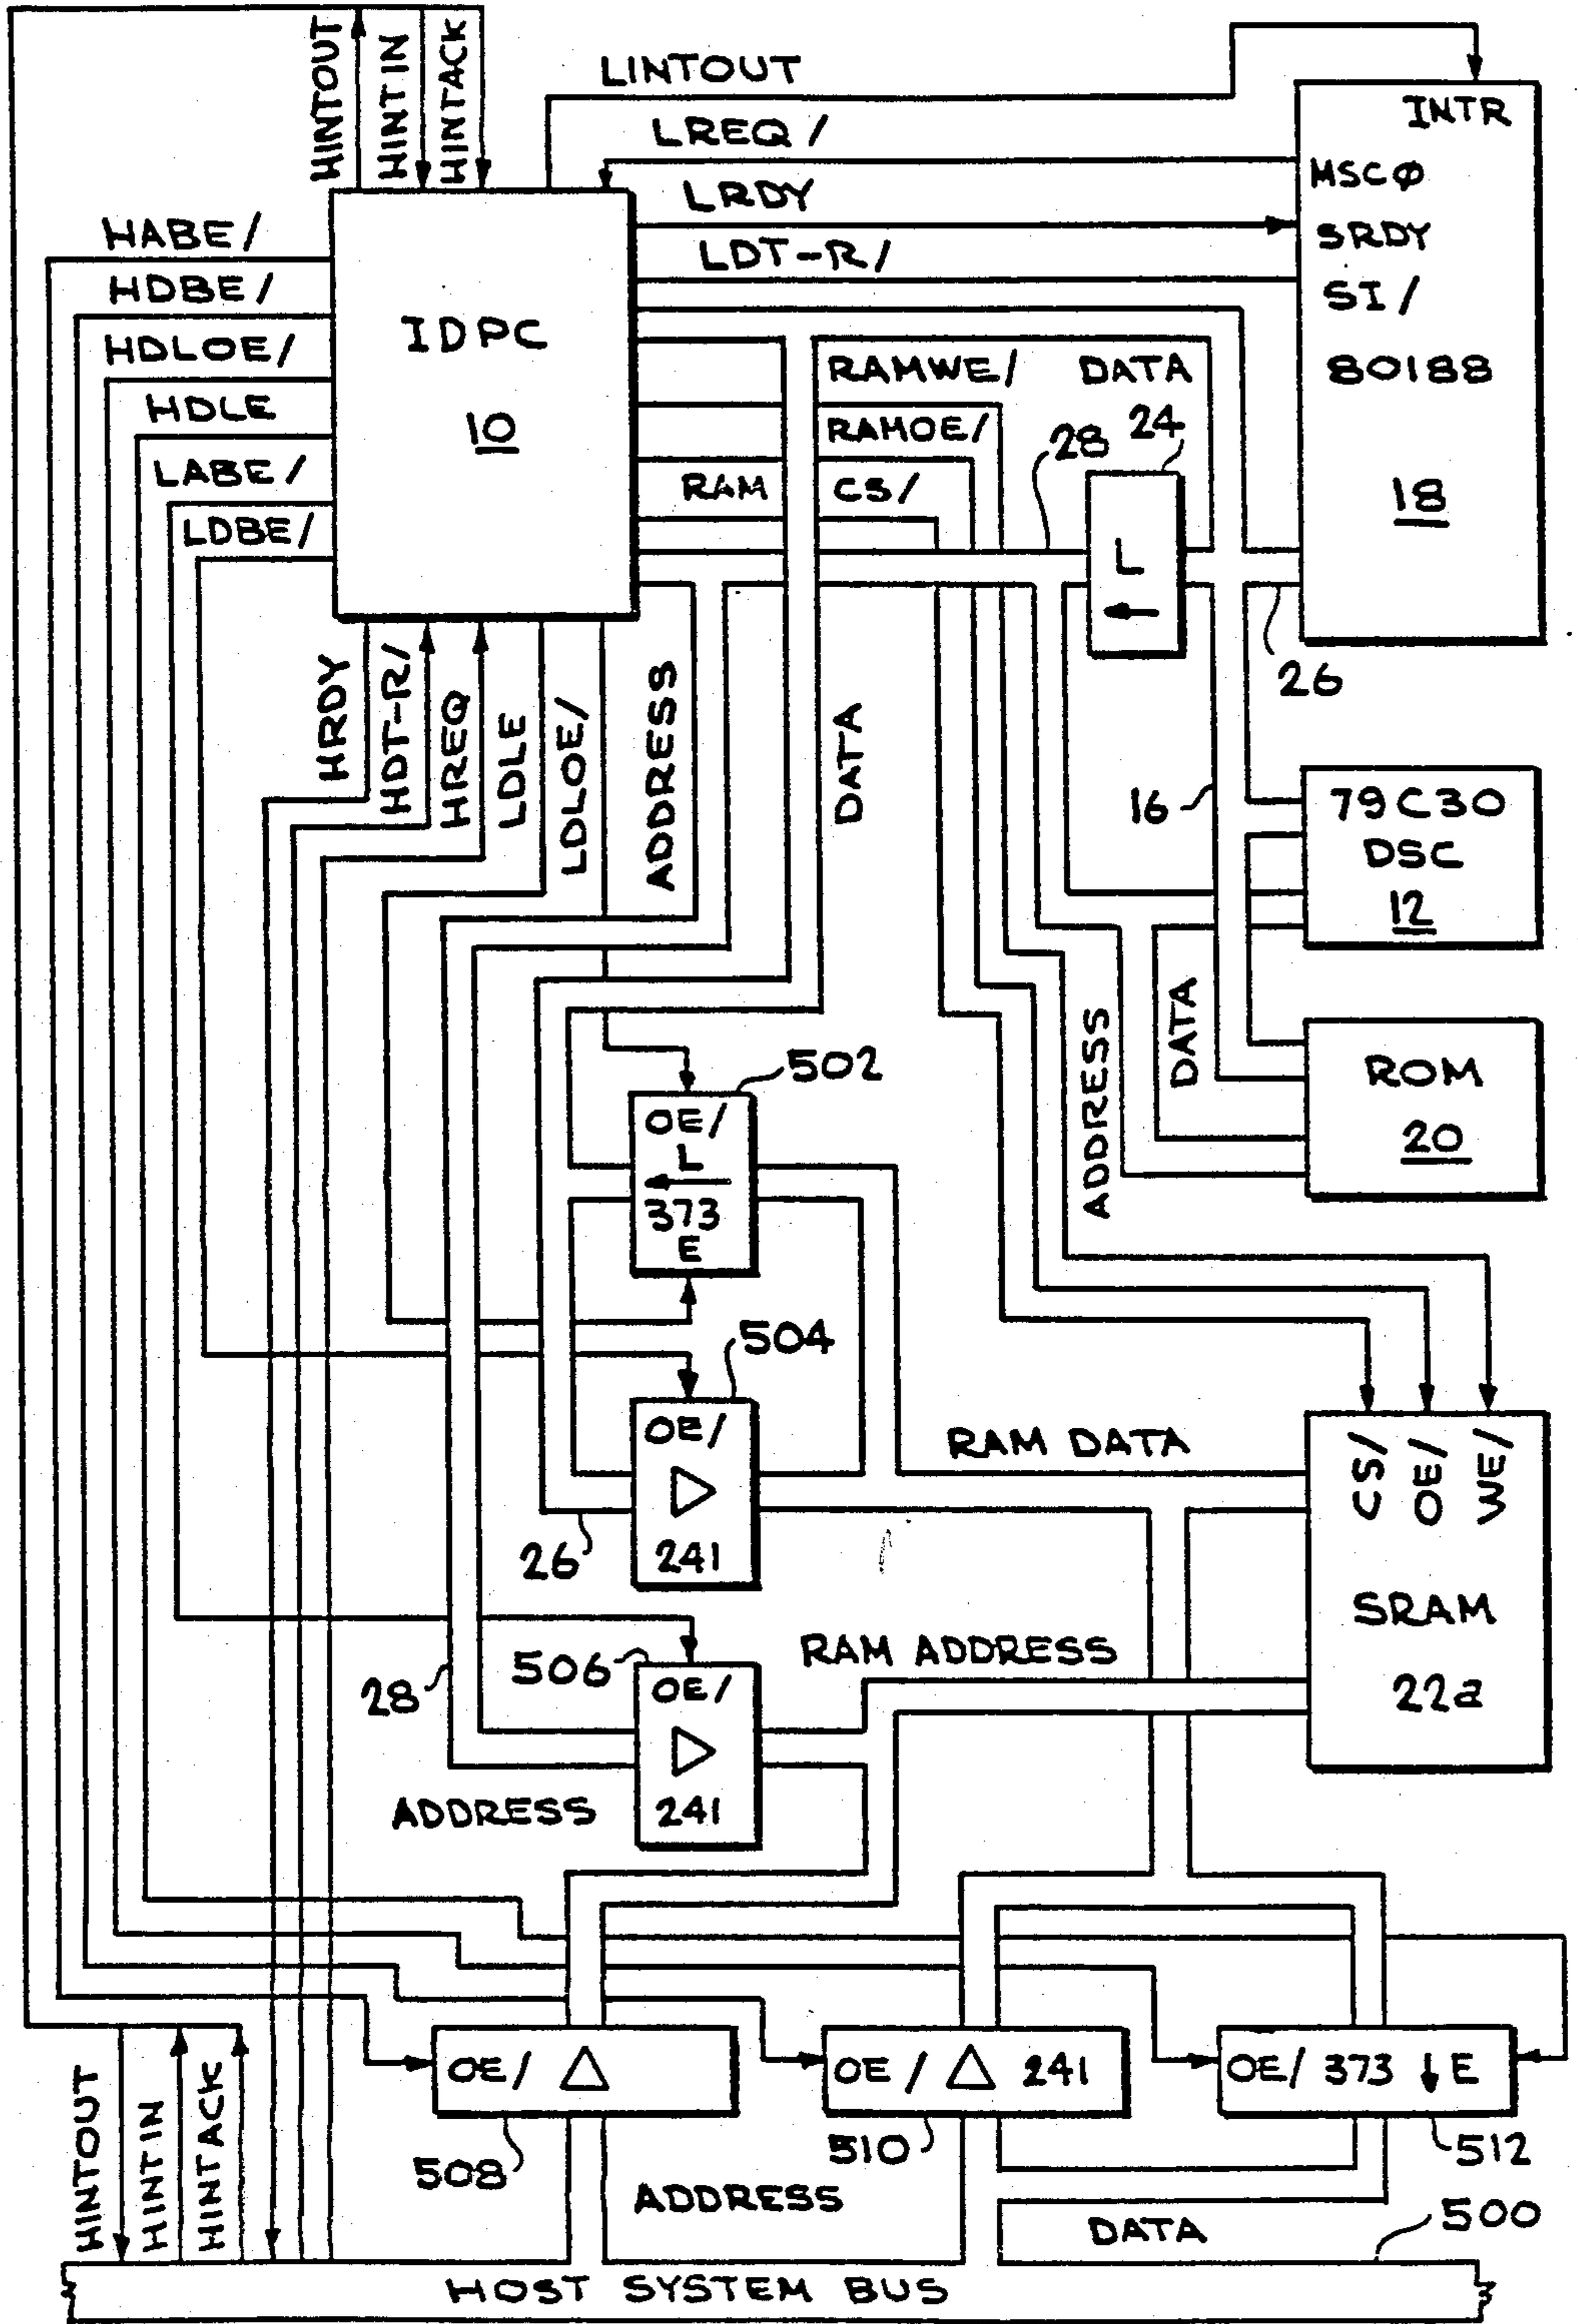 HINTOUT
HINTIN
HINTACK
LINTOUT
INTR
LREQ/
MSCϕ
LRDY
SRDY
HABE/
LDT-R/
SI/
HDBE/
IDPC
10
HDLOE/
RAMWE/
DATA
80188
HDLE
RAMOE/
28
24
LABE/
RAM CS/
18
LDBE/
L
26
HRDY
HDT-R/
HREQ
LDLE
LDLOE/
ADDRESS
DATA
16
79C30
DSC
12
ADDRESS
DATA
ROM
20
502
OE/
L
373
E
504
OE/
241
26
RAM DATA
CS/
OE/
WE/
SRAM
22a
RAM ADDRESS
506
OE/
241
28
ADDRESS
OE/
508
OE/ 241
510
OE/ 373 E
512
HINTOUT
HINTIN
HINTACK
ADDRESS
DATA
500
HOST SYSTEM BUS